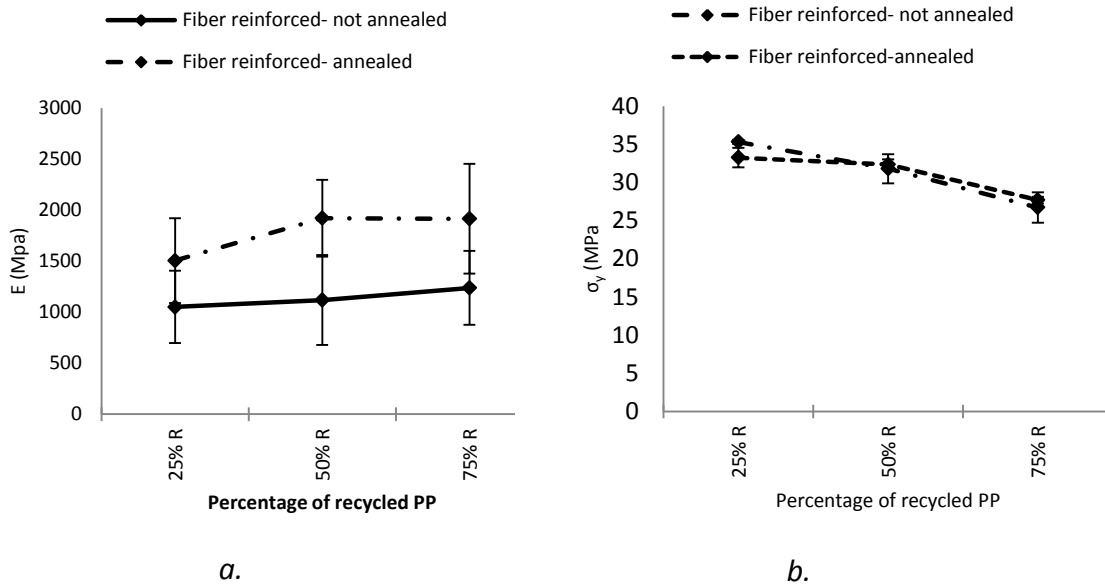 Fiber reinforced- not annealed
Fiber reinforced- annealed
3000
2500
2000
1500
1000
500
0
E (Mpa)
25% R
50% R
75% R
Percentage of recycled PP
a.
Fiber reinforced- not annealed
Fiber reinforced-annealed
40
35
30
25
20
15
10
5
0
σy (MPa
25% R
50% R
75% R
Percentage of recycled PP
b.